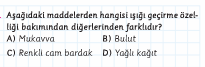 Aşağıdaki maddelerden hangisi ışığı geçirme özel-
liği bakımından diğerlerinden farklıdır?
A) Mukavva B) Bulut
C) Renkli cam bardak D) Yağlı kağıt